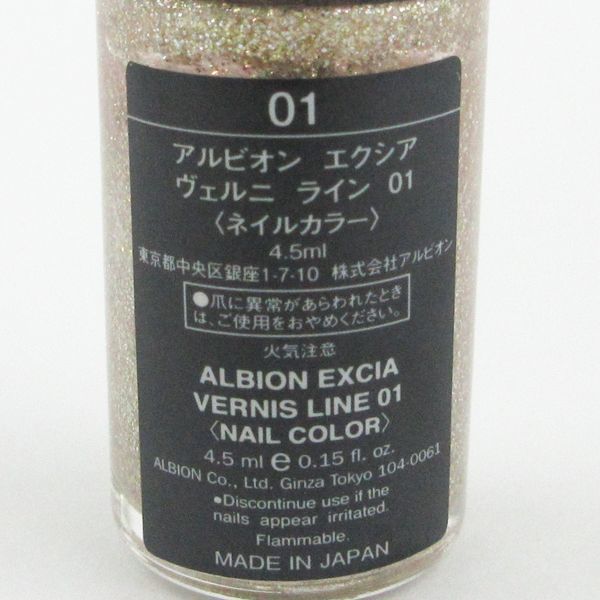 01
アルビオン エクシア
ヴェルニ ライン 01
〈ネイルカラー〉
4.5ml
東京都中央区銀座1-7-10 株式会社アルビオン
●爪に異常があらわれたとき
は、ご使用をおやめください。
火気注意
ALBION EXCIA
VERNIS LINE 01
〈NAIL COLOR〉
4.5 ml e 0.15 fl. oz.
ALBION Co., Ltd. Ginza Tokyo 104-0061
●Discontinue use if the
nails appear irritated.
Flammable.
MADE IN JAPAN